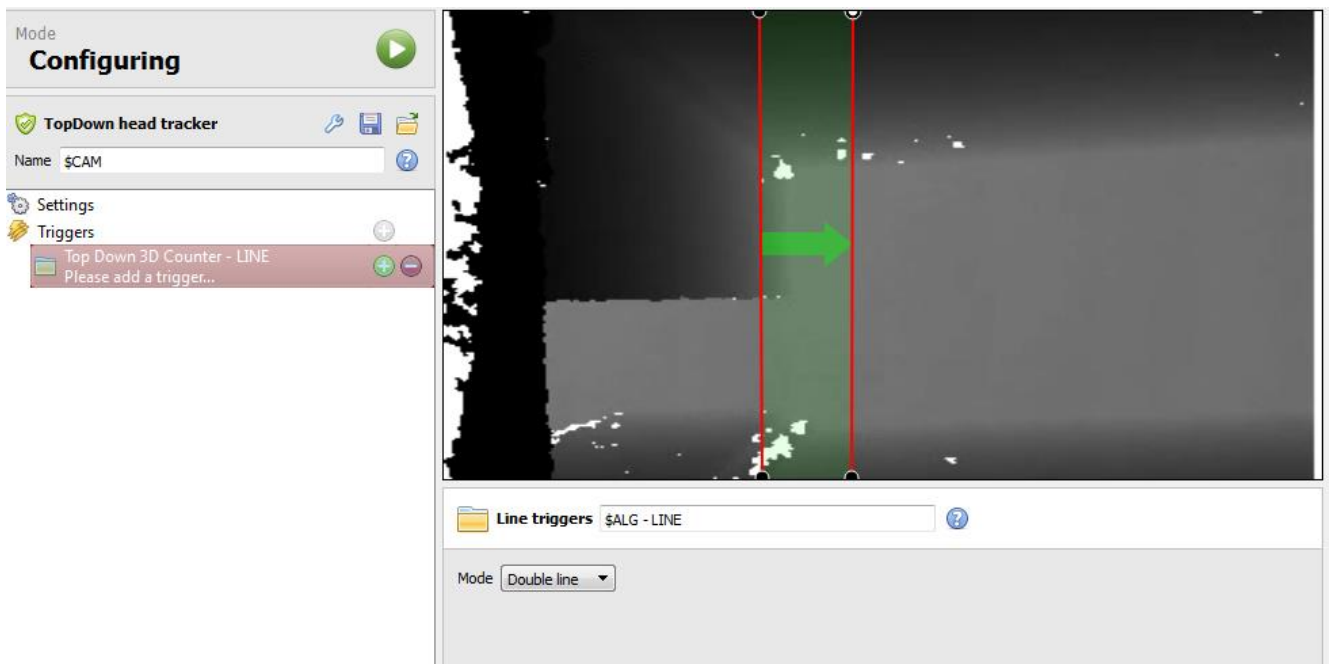 Mode
Configuring
TopDown head tracker
Name $CAM
Settings
Triggers
Top Down 3D Counter - LINE
Please add a trigger...
Line triggers $ALG - LINE
Mode Double line